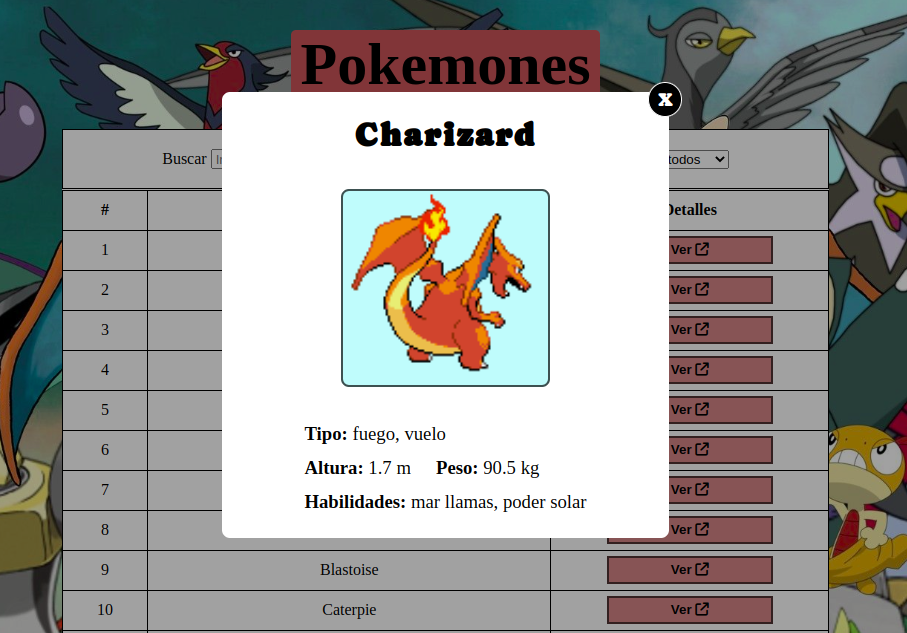 Pokemones
x
Charizard
Buscar
todos
# Detalles
1 Ver
2 Ver
3 Ver
4 Ver
5 Ver
6 Ver
7 Ver
8 Ver
Tipo: fuego, vuelo
Altura: 1.7 m Peso: 90.5 kg
Habilidades: mar llamas, poder solar
9 Blastoise Ver
10 Caterpie Ver